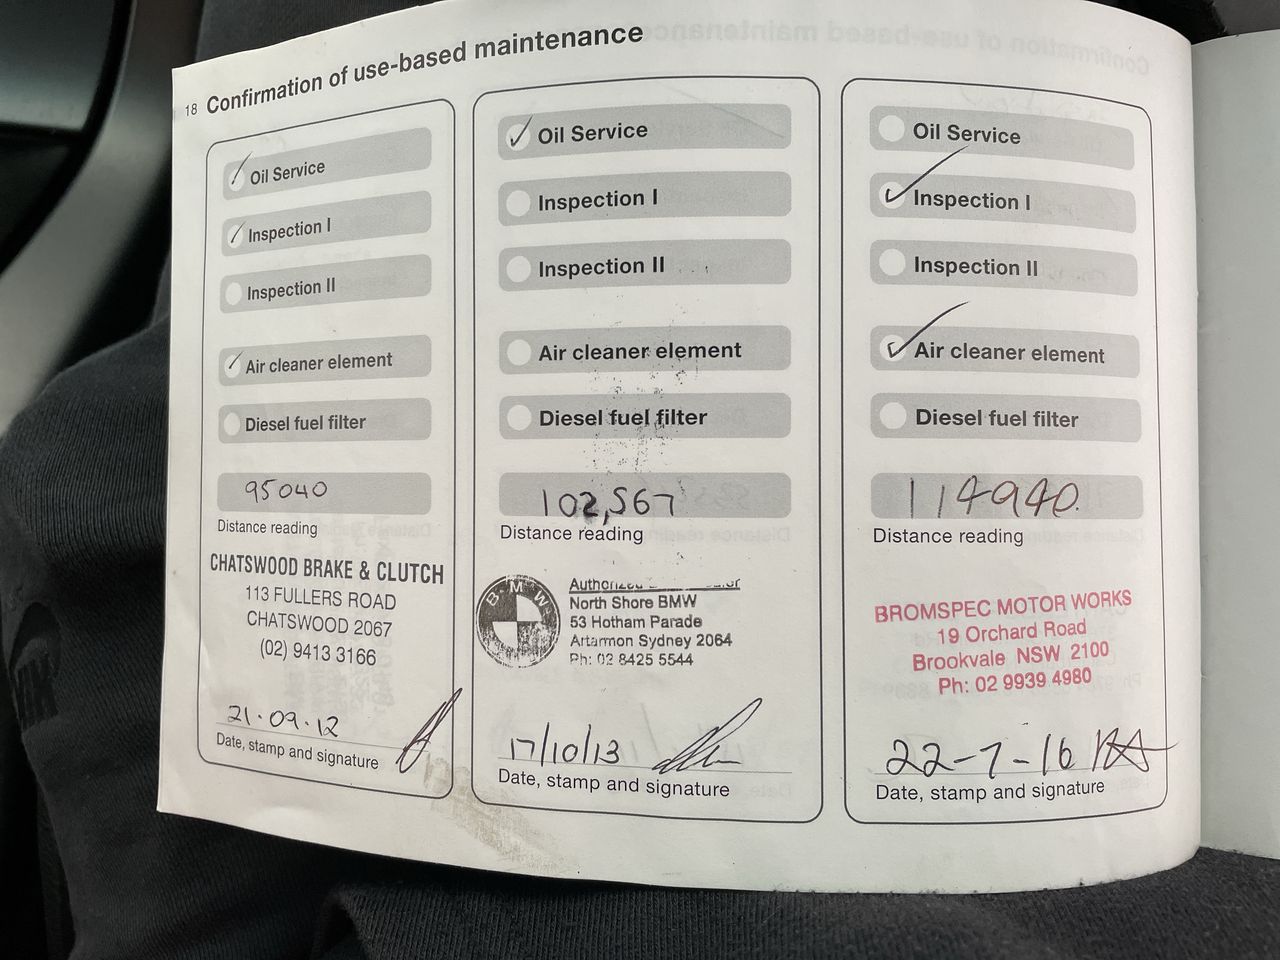 18 Confirmation of use-based maintenance
Oil Service
Inspection I
Inspection II
Air cleaner element
Diesel fuel filter
95040
Distance reading
CHATSWOOD BRAKE & CLUTCH
113 FULLERS ROAD
CHATSWOOD 2067
(02) 9413 3166
21.09.12
Date, stamp and signature
Oil Service
Inspection I
Inspection II
Air cleaner element
Diesel fuel filter
102,567
Distance reading
BMW
North Shore BMW
53 Hotham Parade
Artarmon Sydney 2064
Ph: 02 8425 5544
17/10/13
Date, stamp and signature
Oil Service
Inspection I
Inspection II
Air cleaner element
Diesel fuel filter
114940.
Distance reading
BROMSPEC MOTOR WORKS
19 Orchard Road
Brookvale NSW 2100
Ph: 02 9939 4980
22-7-16
Date, stamp and signature